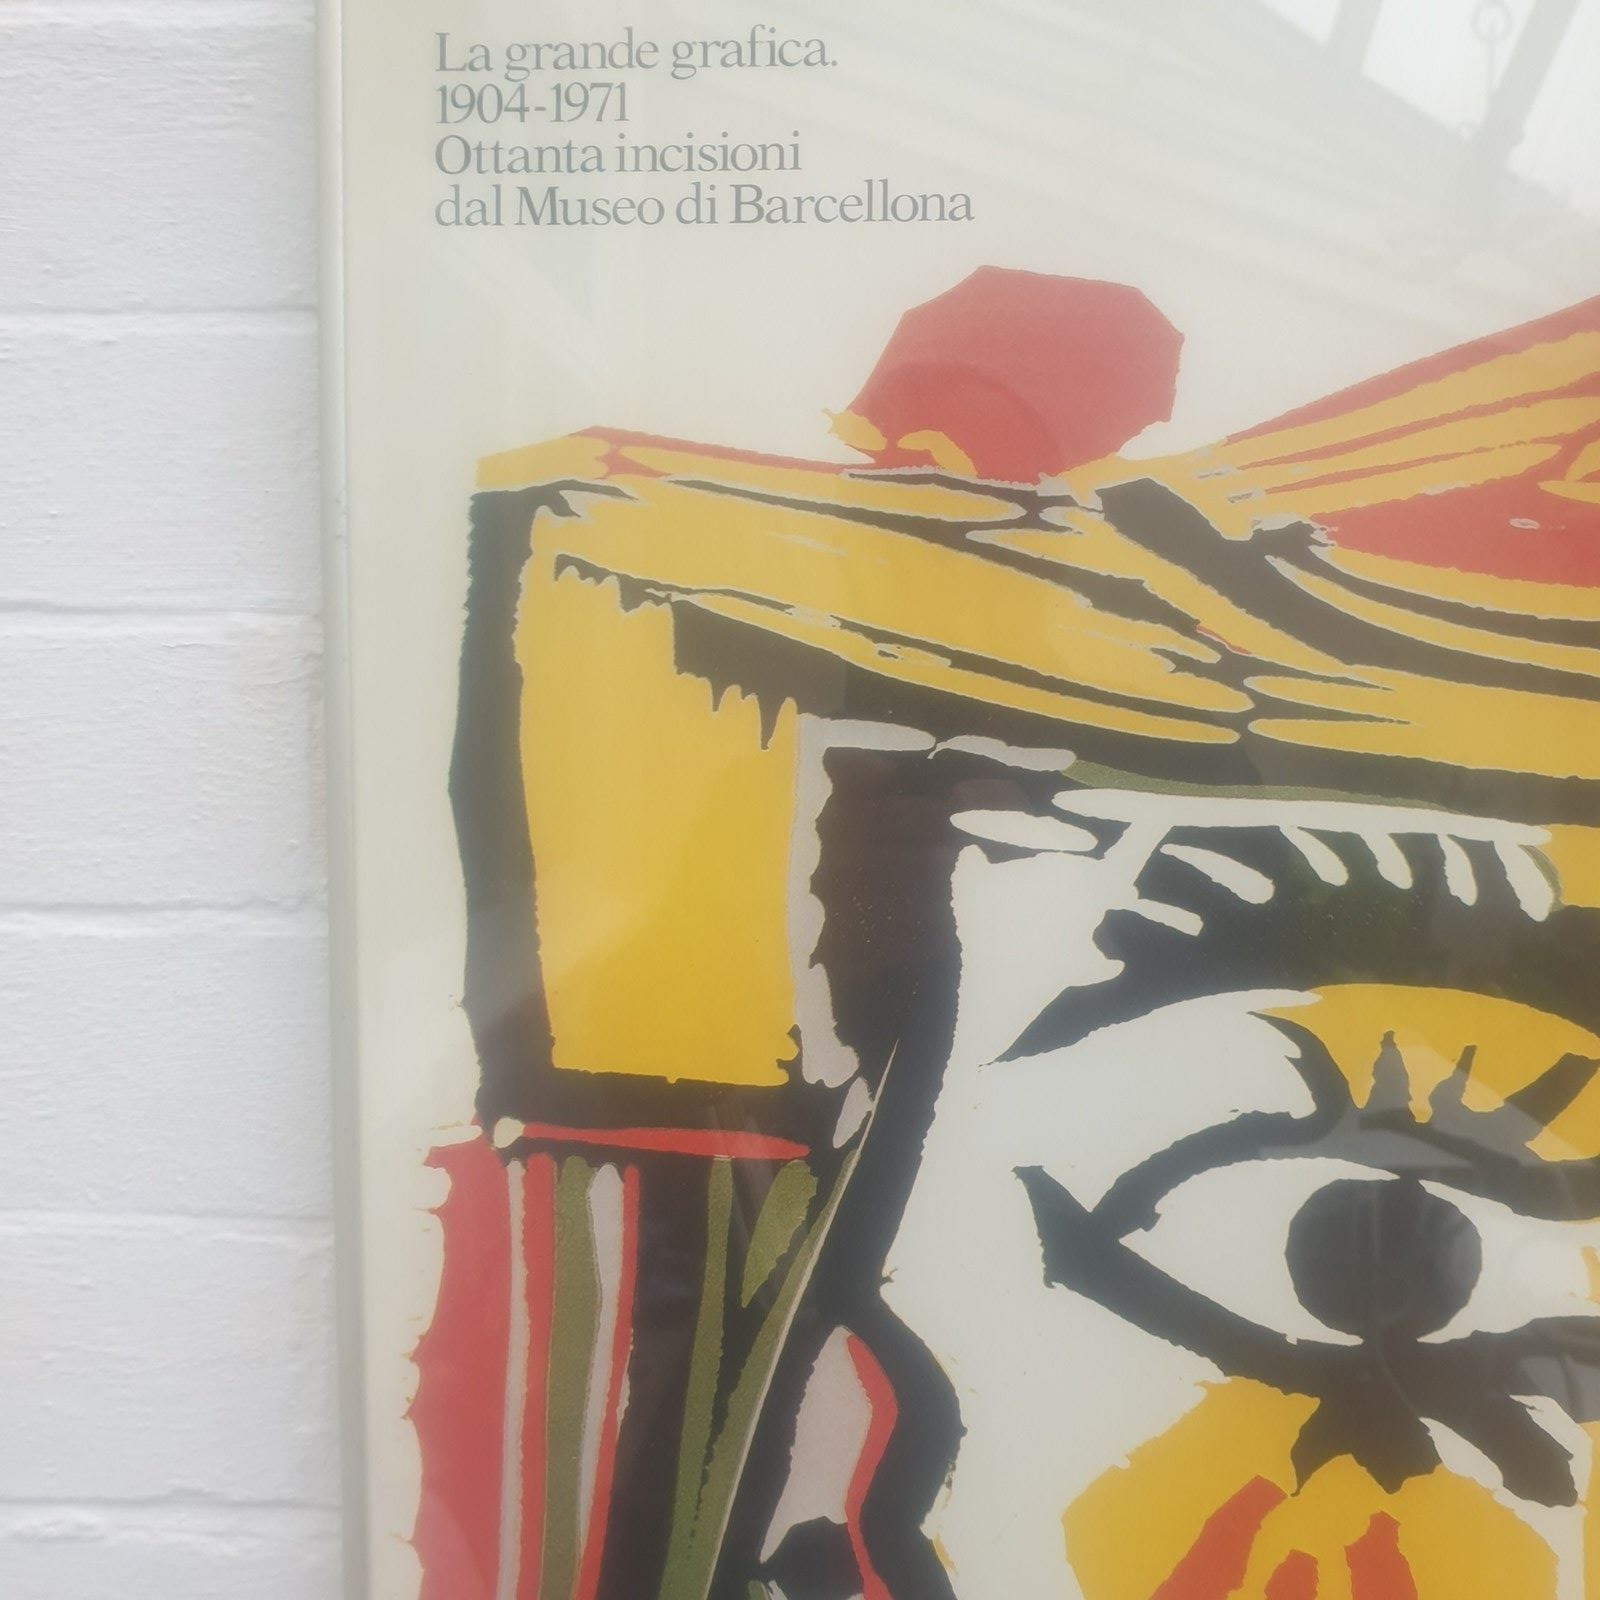 La grande grafica.
1904-1971
Ottanta incisioni
dal Museo di Barcellona